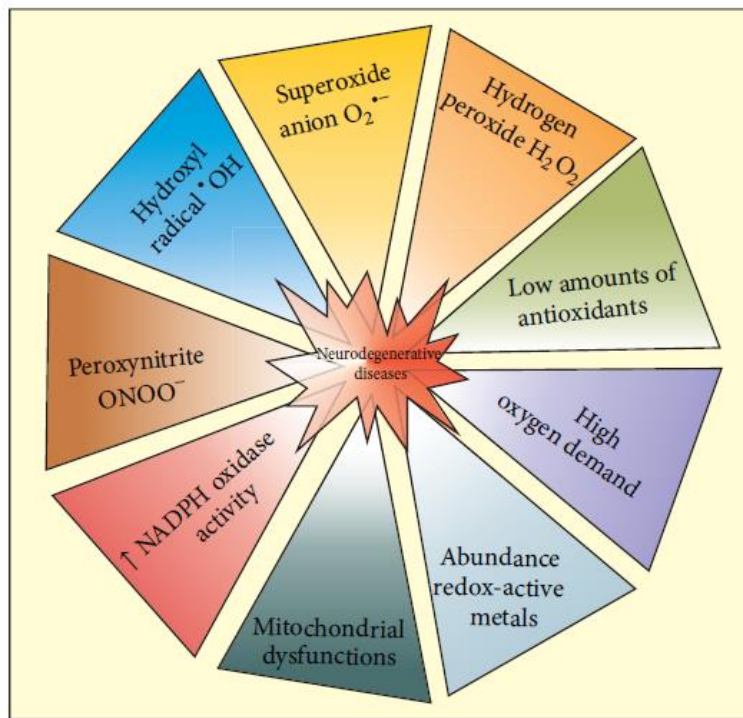 Superoxide
anion O₂•−
Hydrogen
peroxide H₂O₂
Low amounts of
antioxidants
High
oxygen demand
Abundance
redox-active
metals
Mitochondrial
dysfunctions
↑ NADPH oxidase
activity
Peroxynitrite
ONOO⁻
Hydroxyl
radical •OH
Neurodegenerative
diseases